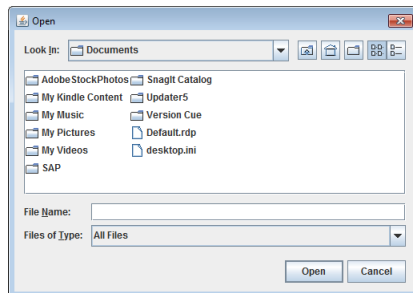 Open
Look In: Documents
AdobeStockPhotos SnagIt Catalog
My Kindle Content Updater5
My Music Version Cue
My Pictures Default.rdp
My Videos desktop.ini
SAP
File Name:
Files of Type: All Files
Open Cancel